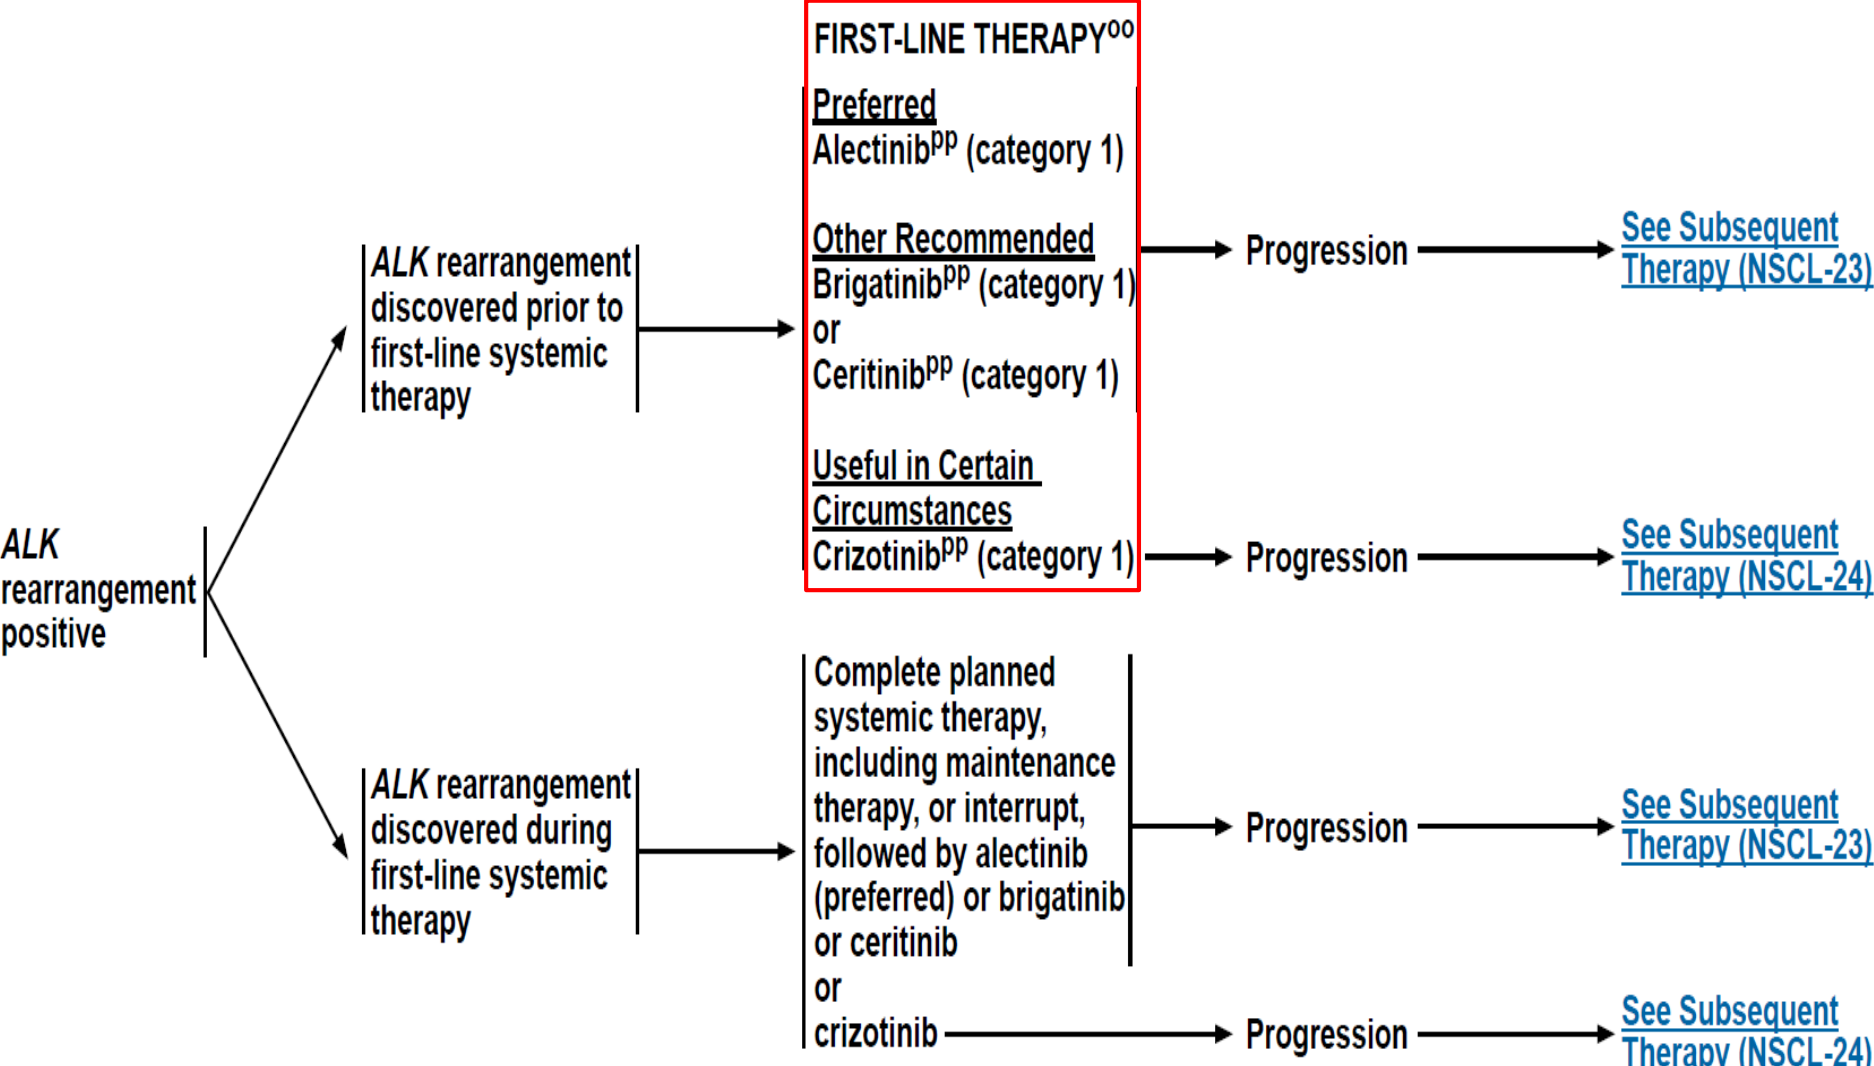 ALK
rearrangement
positive
ALK rearrangement
discovered prior to
first-line systemic
therapy
FIRST-LINE THERAPYoo
Preferred
Alectinibpp (category 1)
Other Recommended
Brigatinibpp (category 1)
or
Ceritinibpp (category 1)
Useful in Certain
Circumstances
Crizotinibpp (category 1)
Progression
See Subsequent
Therapy (NSCL-23)
Progression
See Subsequent
Therapy (NSCL-24)
ALK rearrangement
discovered during
first-line systemic
therapy
Complete planned
systemic therapy,
including maintenance
therapy, or interrupt,
followed by alectinib
(preferred) or brigatinib
or ceritinib
or
crizotinib
Progression
See Subsequent
Therapy (NSCL-23)
Progression
See Subsequent
Therapy (NSCL-24)